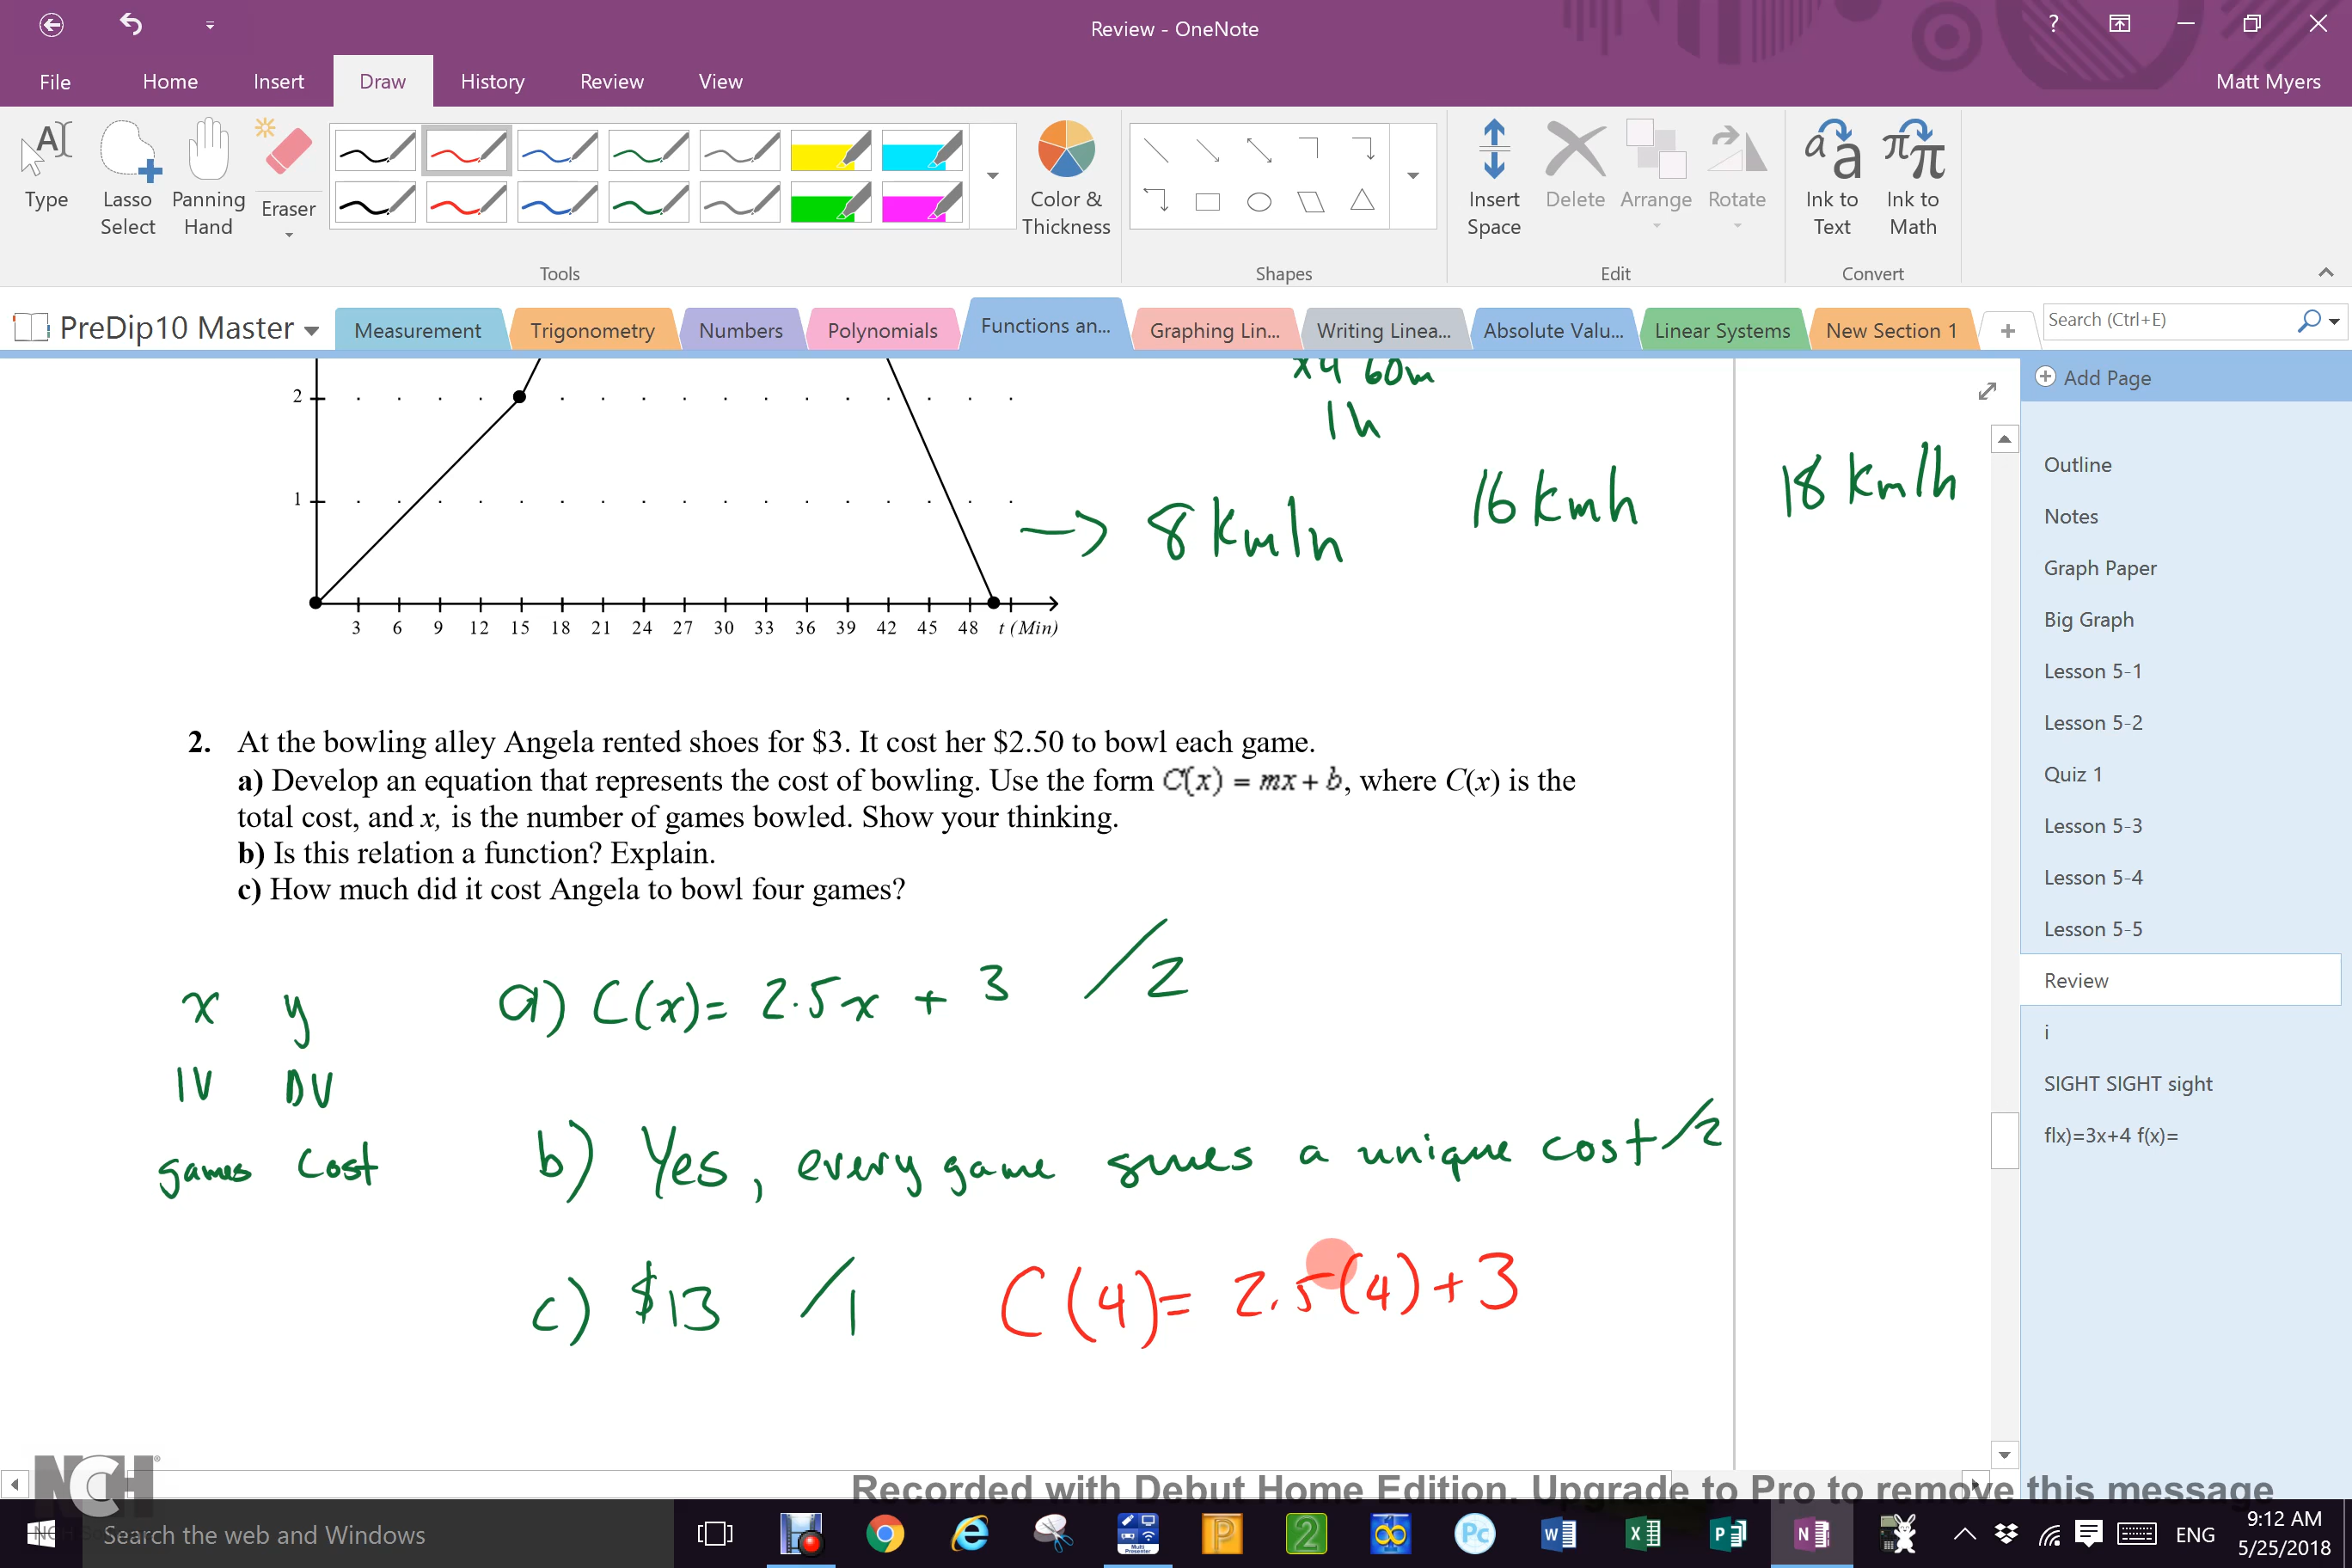 Review - OneNote
?
File Home Insert Draw History Review View Matt Myers
Type
Lasso Select
Panning Hand
Eraser
Color & Thickness
Insert Space
Delete
Arrange
Rotate
Ink to Text
Ink to Math
Tools Shapes Edit Convert
PreDip10 Master Measurement Trigonometry Numbers Polynomials Functions an... Graphing Lin... Writing Linea... Absolute Valu... Linear Systems New Section 1 +
Search (Ctrl+E)
Add Page
Outline
Notes
Graph Paper
Big Graph
Lesson 5-1
Lesson 5-2
Quiz 1
Lesson 5-3
Lesson 5-4
Lesson 5-5
Review
i
SIGHT SIGHT sight
f(x)=3x+4 f(x)=
x4 60m
1h
2
1
→ 8 km/h 16 kmh 18 km/h
3 6 9 12 15 18 21 24 27 30 33 36 39 42 45 48 t (Min)
2. At the bowling alley Angela rented shoes for $3. It cost her $2.50 to bowl each game.
a) Develop an equation that represents the cost of bowling. Use the form C(x) = mx + b, where C(x) is the
total cost, and x, is the number of games bowled. Show your thinking.
b) Is this relation a function? Explain.
c) How much did it cost Angela to bowl four games?
x y a) C(x)= 2.5x + 3 /2
IV DV
games cost b) Yes, every game gives a unique cost /2
c) $13 /1 C(4)= 2.5(4)+3
NCH
Recorded with Debut Home Edition. Upgrade to Pro to remove this message
Search the web and Windows
ENG
9:12 AM
5/25/2018